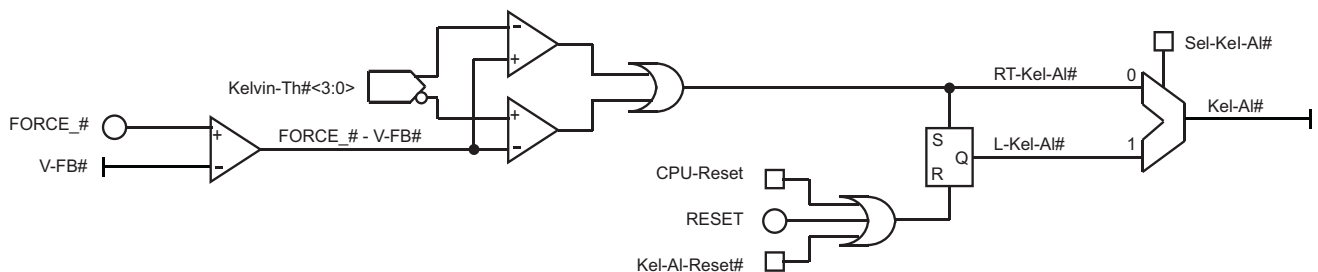 Sel-Kel-Al#
RT-Kel-Al#
0
Kelvin-Th#<3:0>
-
+
Kel-Al#
FORCE_#
+
-
FORCE_# - V-FB#
+
-
V-FB#
S
Q
R
L-Kel-Al#
1
CPU-Reset
RESET
Kel-Al-Reset#